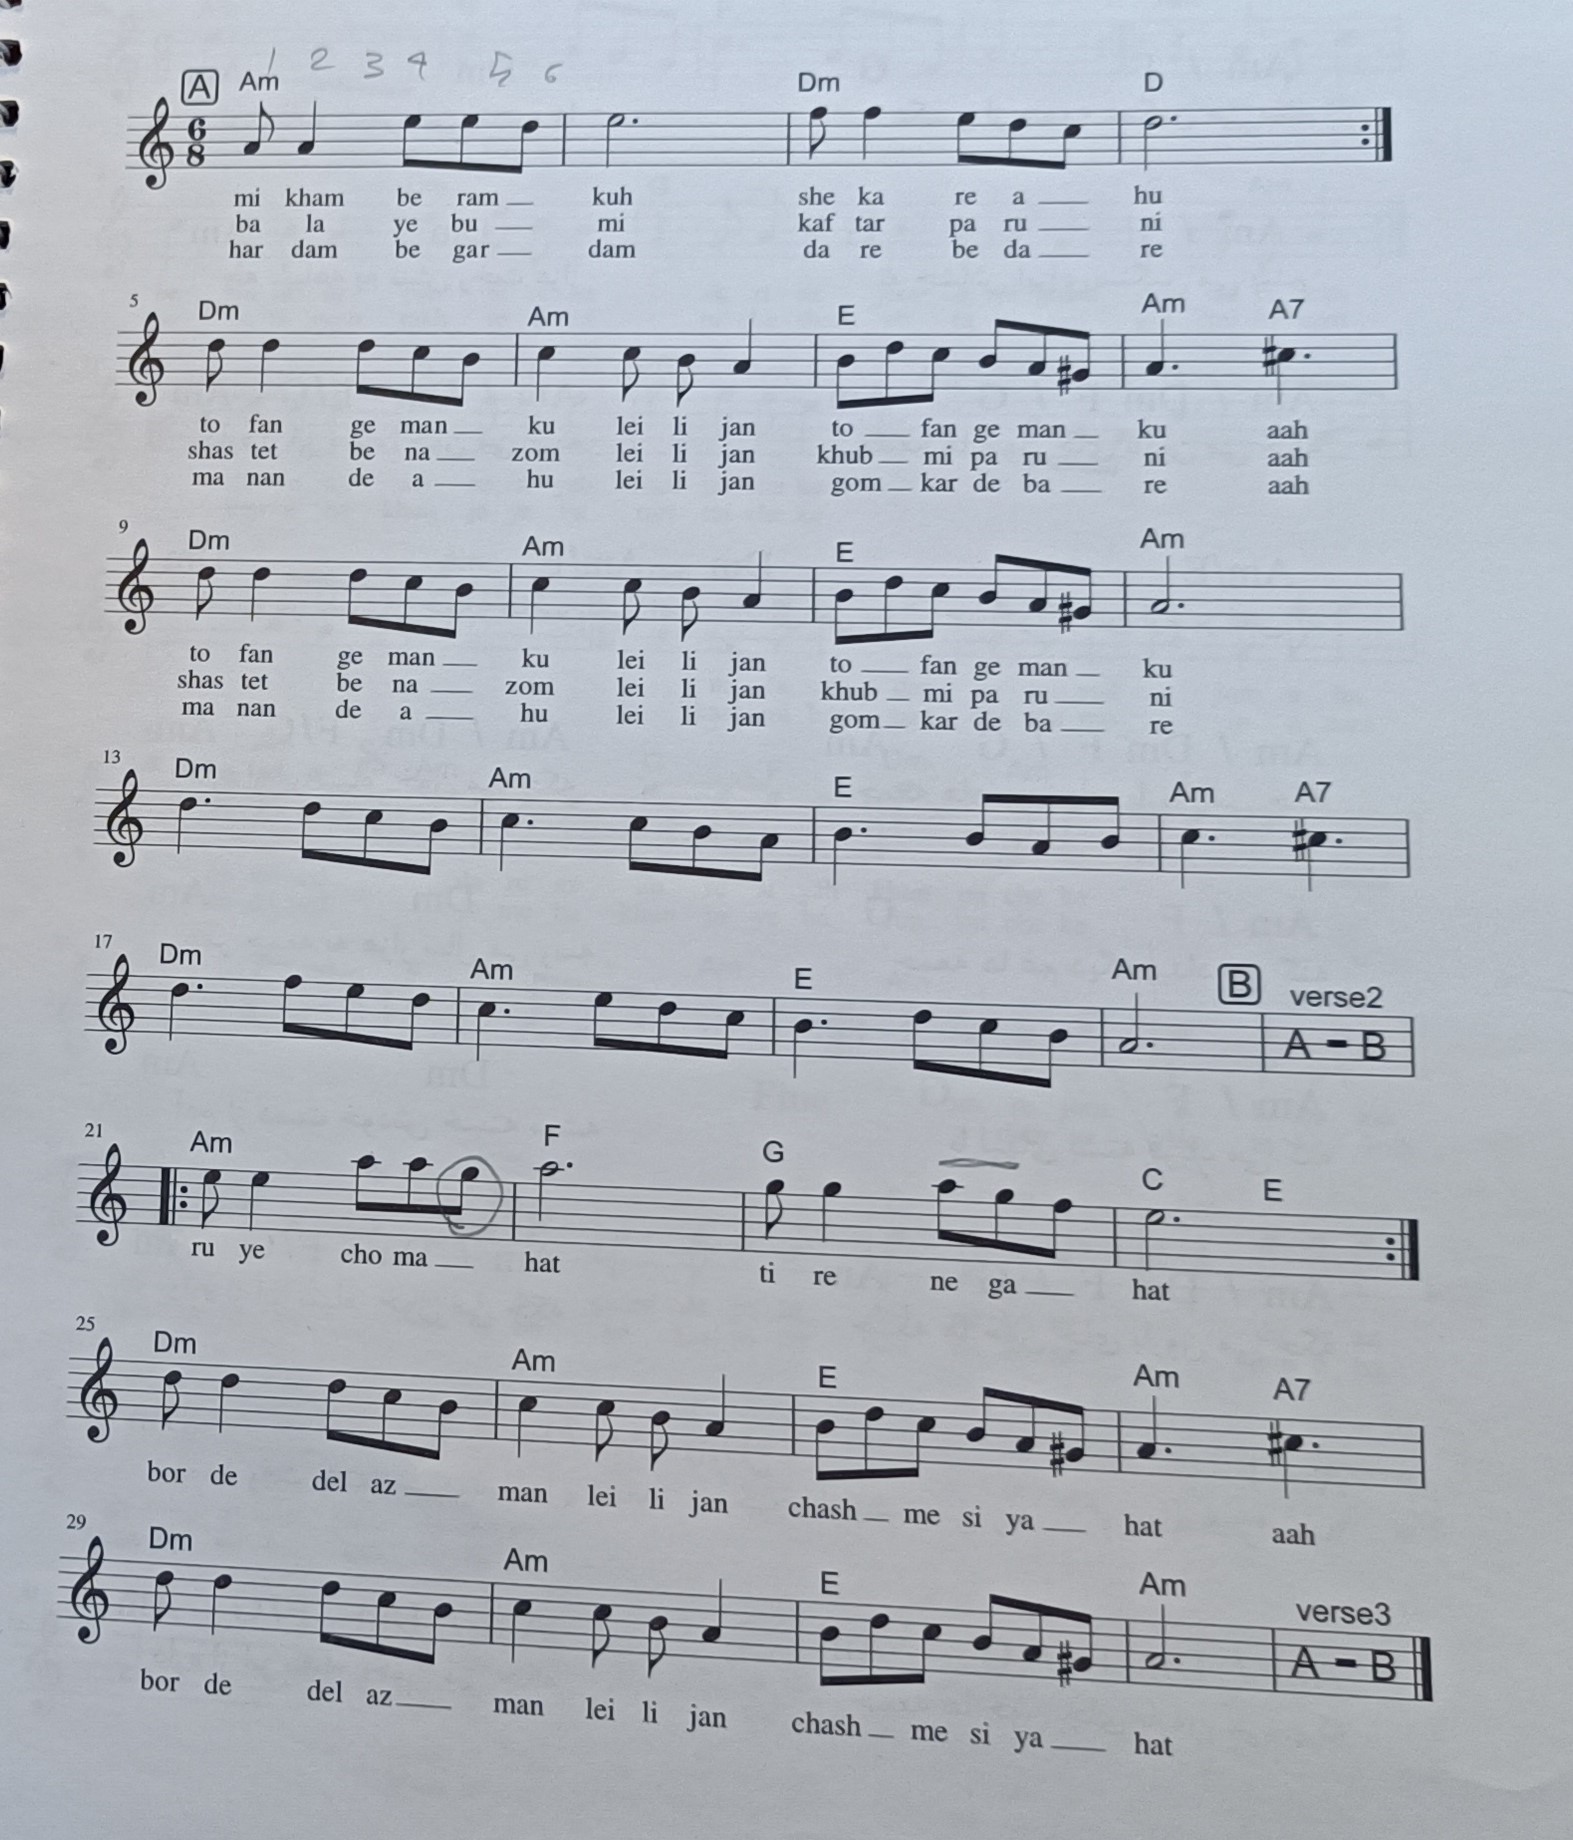 1 2 3 4 5 6
A Am Dm D
6
8
mi kham be ram __ kuh she ka re a __ hu
ba la ye bu __ mi kaf tar pa ru __ ni
har dam be gar __ dam da re be da __ re
5 Dm Am E Am A7
to fan ge man __ ku lei li jan to __ fan ge man __ ku aah
shas tet be na __ zom lei li jan khub __ mi pa ru __ ni aah
ma nan de a __ hu lei li jan gom __ kar de ba __ re aah
9 Dm Am E Am
to fan ge man __ ku lei li jan to __ fan ge man __ ku
shas tet be na __ zom lei li jan khub __ mi pa ru __ ni
ma nan de a __ hu lei li jan gom __ kar de ba __ re
13 Dm Am E Am A7
17 Dm Am E Am B verse2
A - B
21 Am F G C E
ru ye cho ma __ hat ti re ne ga __ hat
25 Dm Am E Am A7
bor de del az __ man lei li jan chash __ me si ya __ hat aah
29 Dm Am E Am verse3
A - B
bor de del az __ man lei li jan chash __ me si ya __ hat